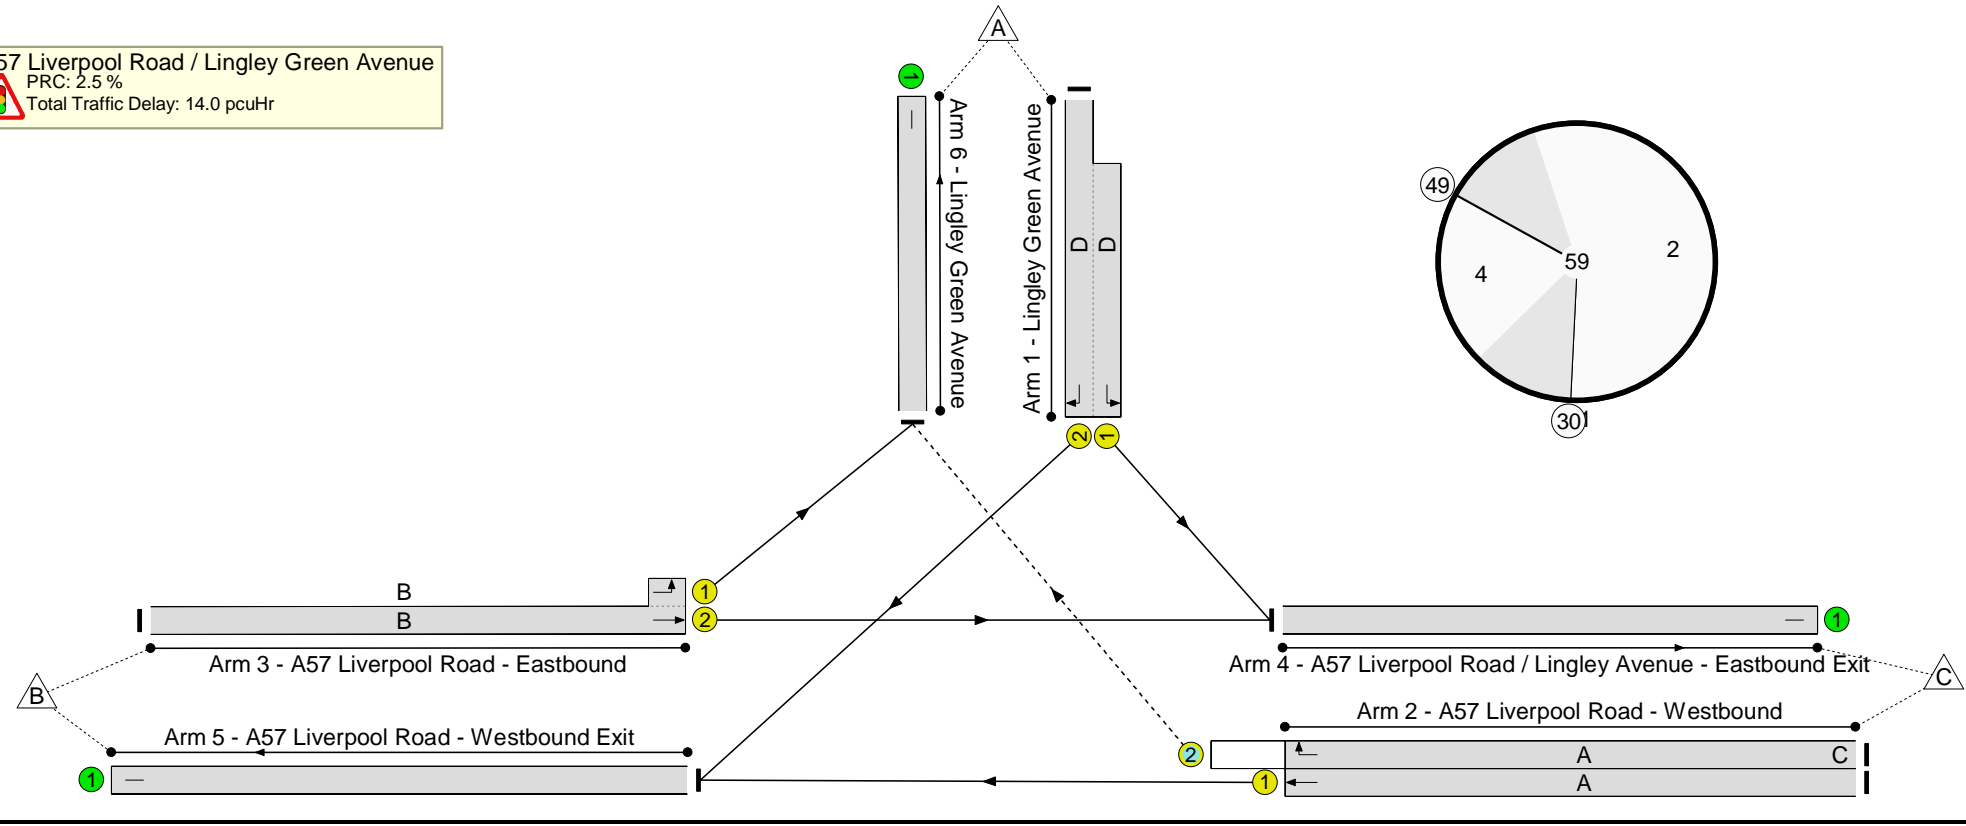 57 Liverpool Road / Lingley Green Avenue
PRC: 2.5 %
Total Traffic Delay: 14.0 pcuHr
A
1
Arm 6 - Lingley Green Avenue
Arm 1 - Lingley Green Avenue
D D
2 1
49
59
2
4
30
B
B
1
2
Arm 3 - A57 Liverpool Road - Eastbound
B
Arm 5 - A57 Liverpool Road - Westbound Exit
1
1
Arm 4 - A57 Liverpool Road / Lingley Avenue - Eastbound Exit
C
Arm 2 - A57 Liverpool Road - Westbound
2
A C
1
A